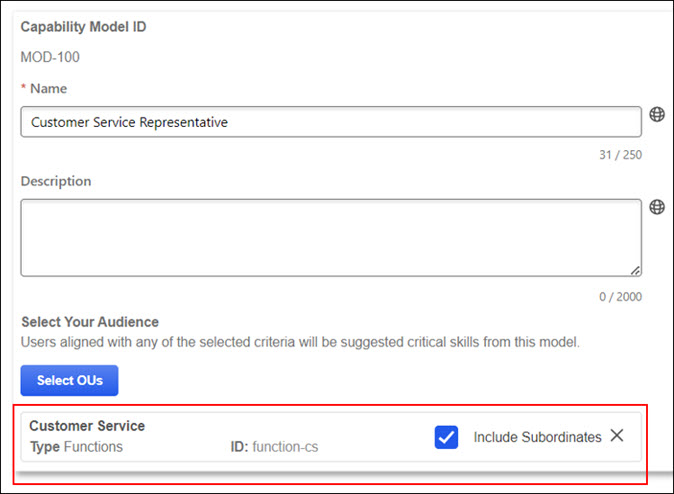 Capability Model ID
MOD-100
* Name
Customer Service Representative
31 / 250
Description
0 / 2000
Select Your Audience
Users aligned with any of the selected criteria will be suggested critical skills from this model.
Select OUs
Customer Service
Type Functions ID: function-cs Include Subordinates